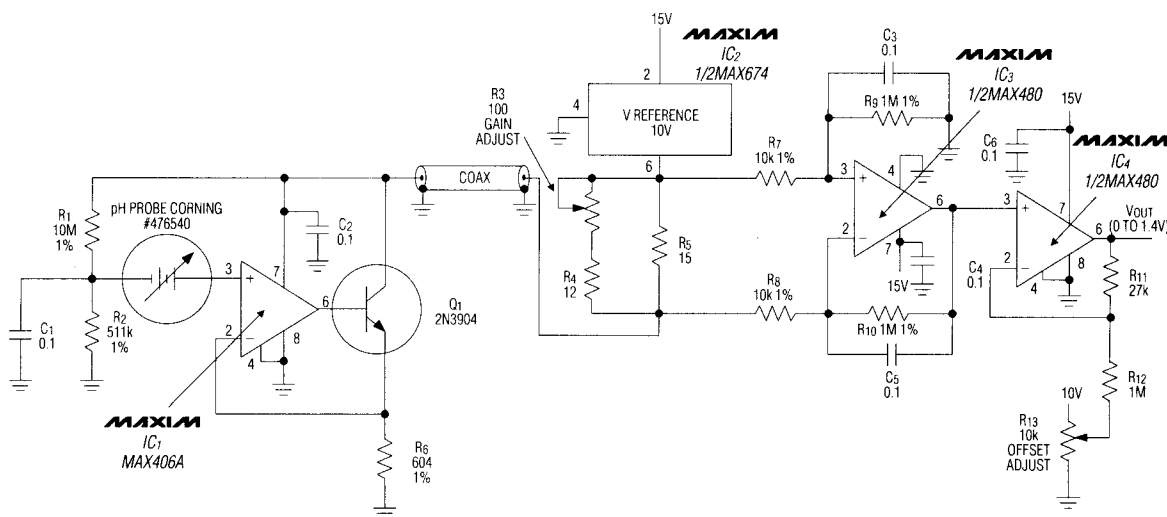 15V
MAXIM
IC2
1/2MAX674
2
4
V REFERENCE
10V
6
R3
100
GAIN
ADJUST
COAX
R4
12
R5
15
R7
10k 1%
R8
10k 1%
C3
0.1
R9 1M 1%
MAXIM
IC3
1/2MAX480
3
+
4
2
−
6
7
15V
R10 1M 1%
C5
0.1
15V
C6
0.1
MAXIM
IC4
1/2MAX480
3
+
7
6
2
−
8
4
C4
0.1
VOUT
(0 TO 1.4V)
R11
27k
R12
1M
10V
R13
10k
OFFSET
ADJUST
R1
10M
1%
pH PROBE CORNING
#476540
C2
0.1
C1
0.1
R2
511k
1%
3
+
7
6
2
−
4
8
Q1
2N3904
MAXIM
IC1
MAX406A
R6
604
1%